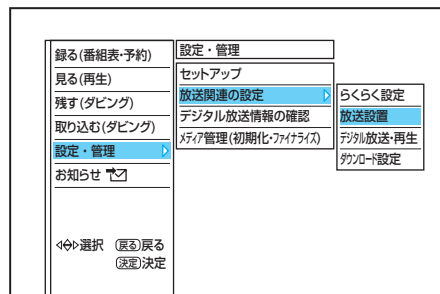 録る(番組表・予約)
見る(再生)
残す(ダビング)
取り込む(ダビング)
設定・管理
お知らせ
選択 戻る戻る
決定決定
設定・管理
セットアップ
放送関連の設定
デジタル放送情報の確認
メディア管理(初期化・ファイナライズ)
らくらく設定
放送設置
デジタル放送・再生
ダウンロード設定